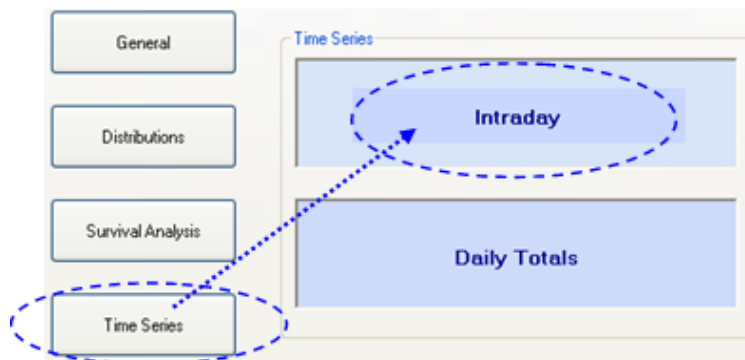 General
Distributions
Survival Analysis
Time Series
Time Series
Intraday
Daily Totals